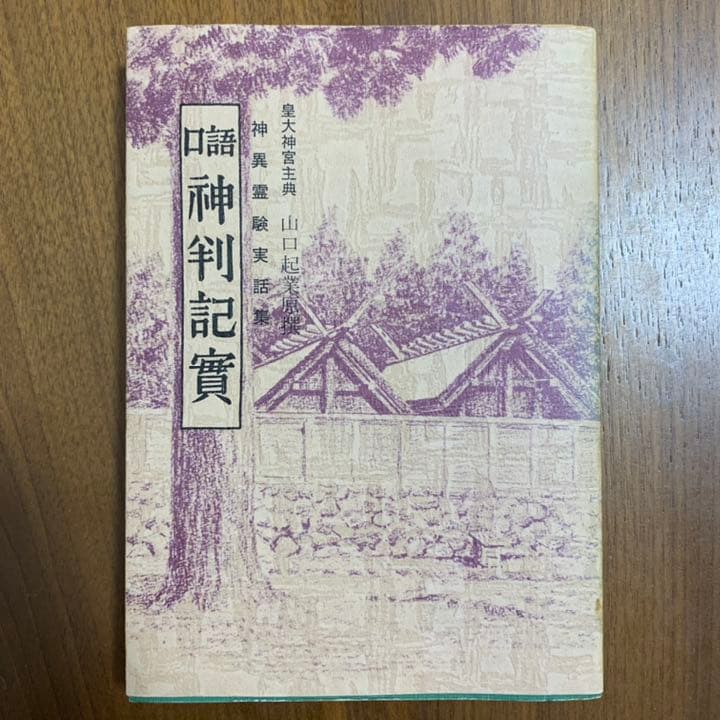 皇大神宮主典 山口起業原撰
神異霊験実話集
口語
神判記實